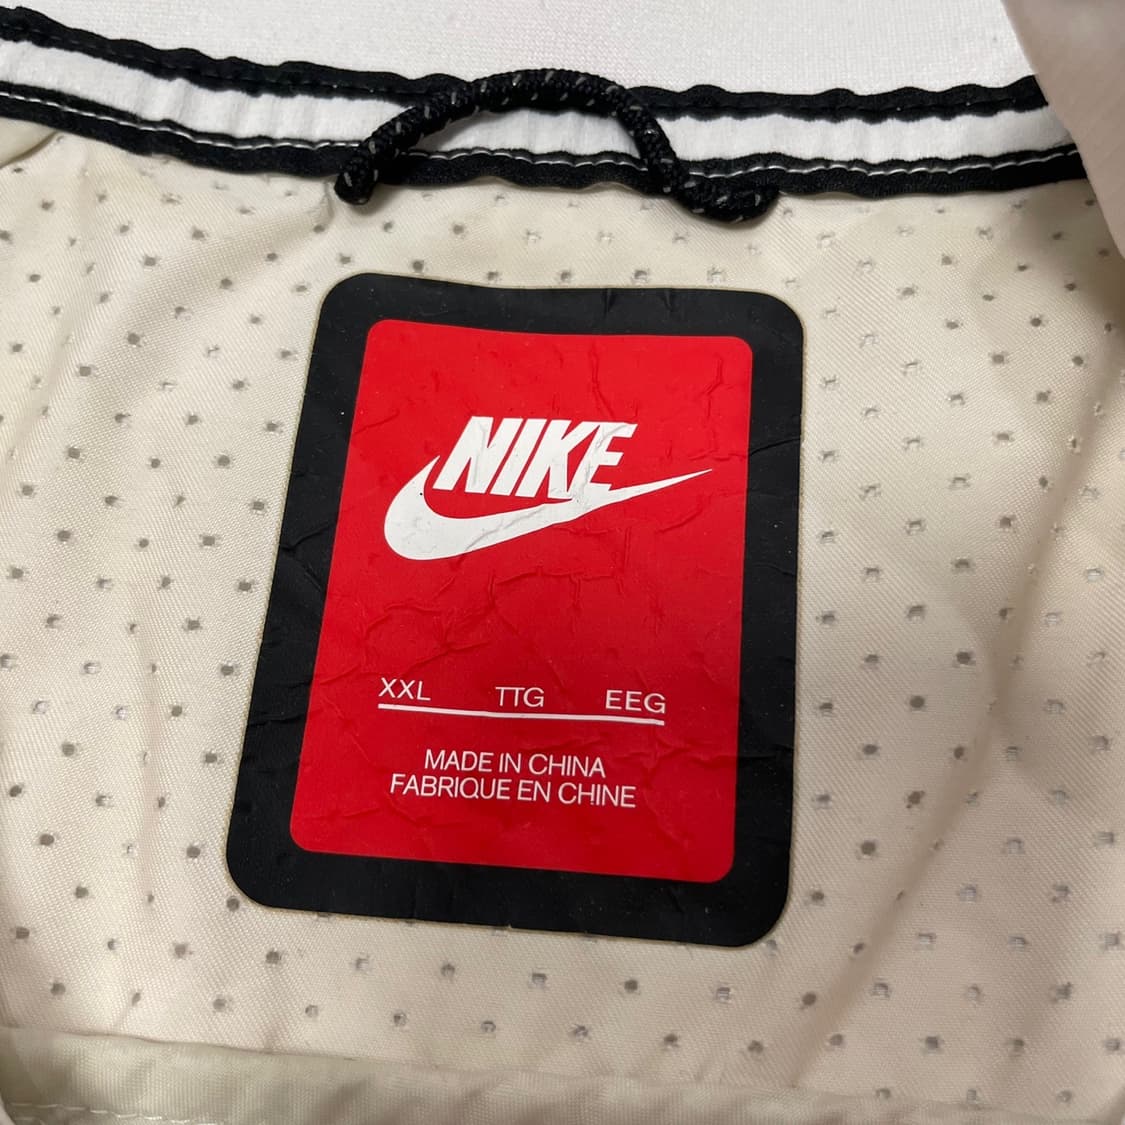 NIKE
XXL TTG EEG
MADE IN CHINA
FABRIQUE EN CHINE